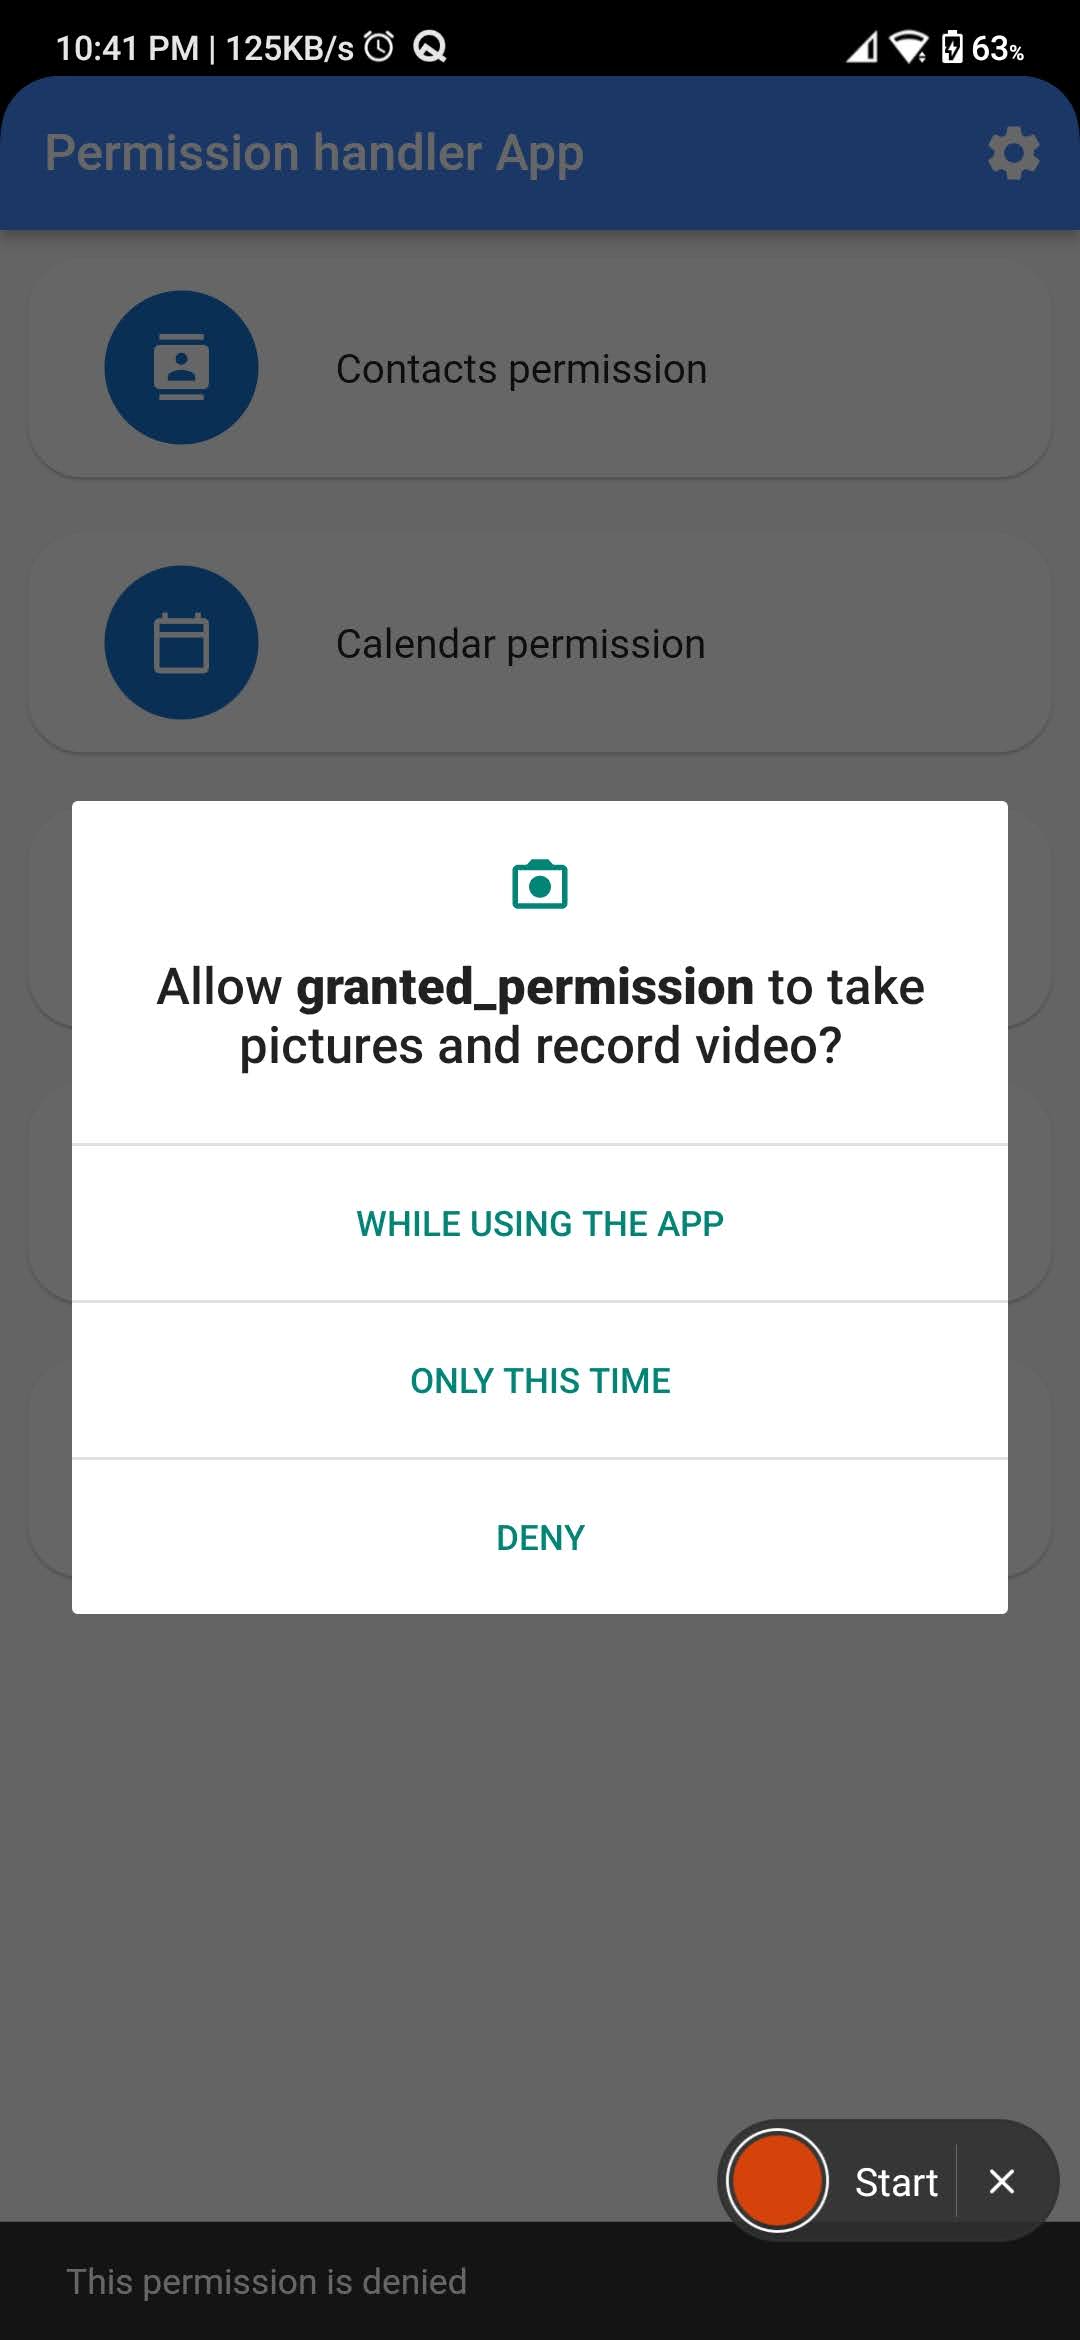 10:41 PM | 125KB/s 63%
Permission handler App
Contacts permission
Calendar permission
Allow granted_permission to take
pictures and record video?
WHILE USING THE APP
ONLY THIS TIME
DENY
Start
This permission is denied